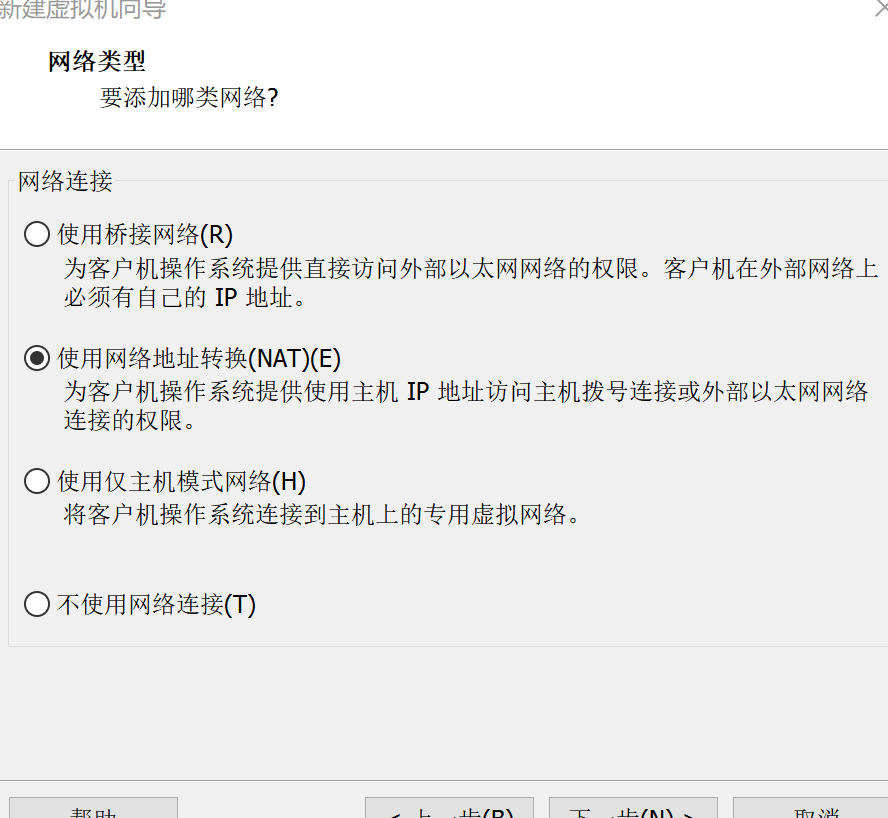 新建虚拟机向导
网络类型
要添加哪类网络?
网络连接
使用桥接网络(R)
为客户机操作系统提供直接访问外部以太网网络的权限。客户机在外部网络上
必须有自己的 IP 地址。
使用网络地址转换(NAT)(E)
为客户机操作系统提供使用主机 IP 地址访问主机拨号连接或外部以太网网络
连接的权限。
使用仅主机模式网络(H)
将客户机操作系统连接到主机上的专用虚拟网络。
不使用网络连接(T)
帮助 < 上一步(B) 下一步(N) > 取消